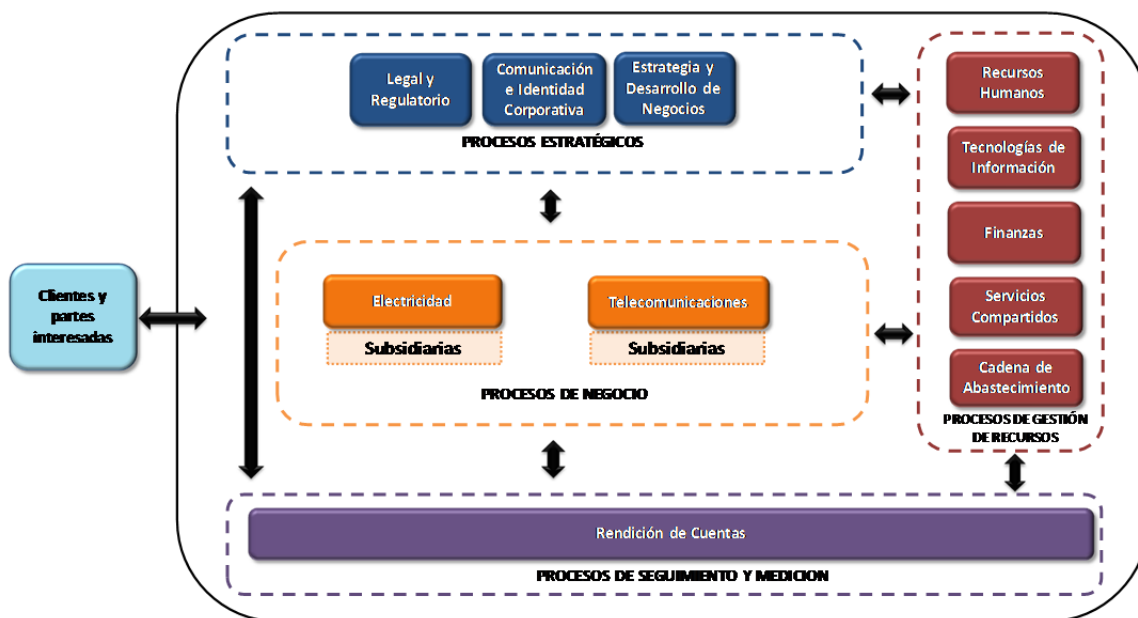 Legal y
Regulatorio
Comunicación
e Identidad
Corporativa
Estrategia y
Desarrollo de
Negocios
PROCESOS ESTRATÉGICOS
Recursos
Humanos
Tecnologías de
Información
Finanzas
Servicios
Compartidos
Cadena de
Abastecimiento
PROCESOS DE GESTIÓN
DE RECURSOS
Clientes y
partes
interesadas
Electricidad
Subsidiarias
Telecomunicaciones
Subsidiarias
PROCESOS DE NEGOCIO
Rendición de Cuentas
PROCESOS DE SEGUIMIENTO Y MEDICION